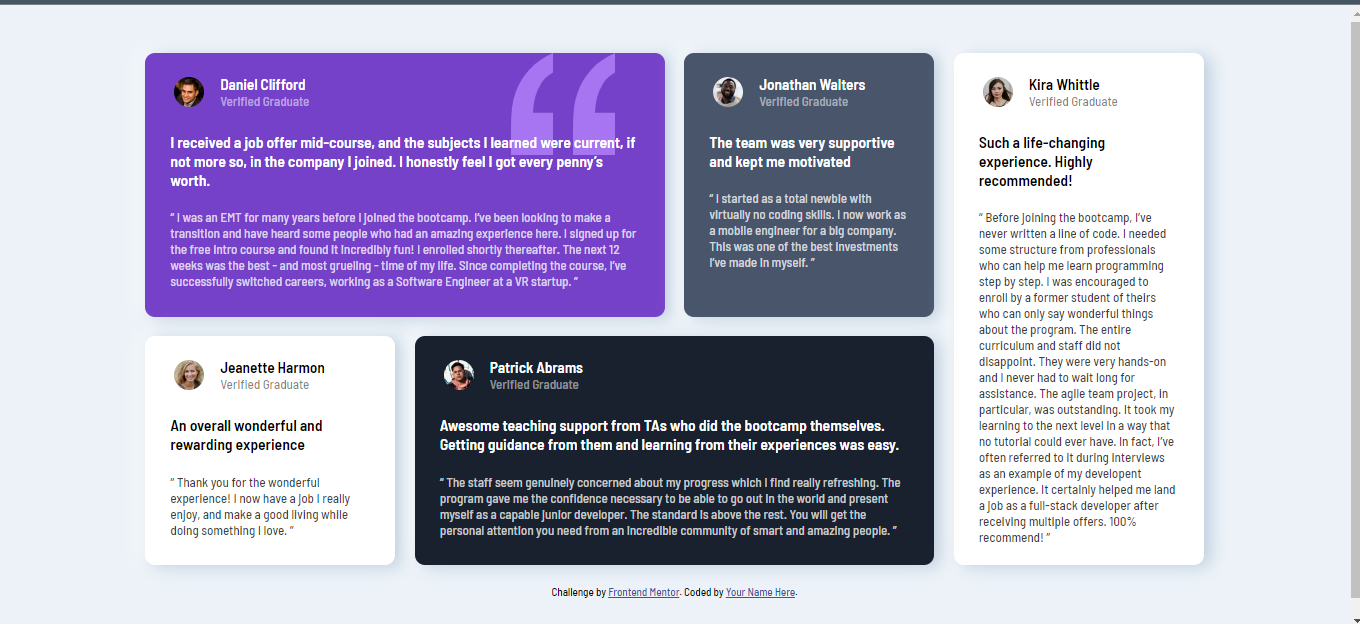 Daniel Clifford
Verified Graduate
I received a job offer mid-course, and the subjects I learned were current, if
not more so, in the company I joined. I honestly feel I got every penny’s
worth.
“ I was an EMT for many years before I joined the bootcamp. I’ve been looking to make a
transition and have heard some people who had an amazing experience here. I signed up for
the free intro course and found it incredibly fun! I enrolled shortly thereafter. The next 12
weeks was the best - and most grueling - time of my life. Since completing the course, I’ve
successfully switched careers, working as a Software Engineer at a VR startup. ”
Jonathan Walters
Verified Graduate
The team was very supportive
and kept me motivated
“ I started as a total newbie with
virtually no coding skills. I now work as
a mobile engineer for a big company.
This was one of the best investments
I’ve made in myself. ”
Kira Whittle
Verified Graduate
Such a life-changing
experience. Highly
recommended!
“ Before joining the bootcamp, I’ve
never written a line of code. I needed
some structure from professionals
who can help me learn programming
step by step. I was encouraged to
enroll by a former student of theirs
who can only say wonderful things
about the program. The entire
curriculum and staff did not
disappoint. They were very hands-on
and I never had to wait long for
assistance. The agile team project, in
particular, was outstanding. It took my
learning to the next level in a way that
no tutorial could ever have. In fact, I’ve
often referred to it during interviews
as an example of my developent
experience. It certainly helped me land
a job as a full-stack developer after
receiving multiple offers. 100%
recommend! ”
Jeanette Harmon
Verified Graduate
An overall wonderful and
rewarding experience
“ Thank you for the wonderful
experience! I now have a job I really
enjoy, and make a good living while
doing something I love. ”
Patrick Abrams
Verified Graduate
Awesome teaching support from TAs who did the bootcamp themselves.
Getting guidance from them and learning from their experiences was easy.
“ The staff seem genuinely concerned about my progress which I find really refreshing. The
program gave me the confidence necessary to be able to go out in the world and present
myself as a capable junior developer. The standard is above the rest. You will get the
personal attention you need from an incredible community of smart and amazing people. ”
Challenge by Frontend Mentor. Coded by Your Name Here.